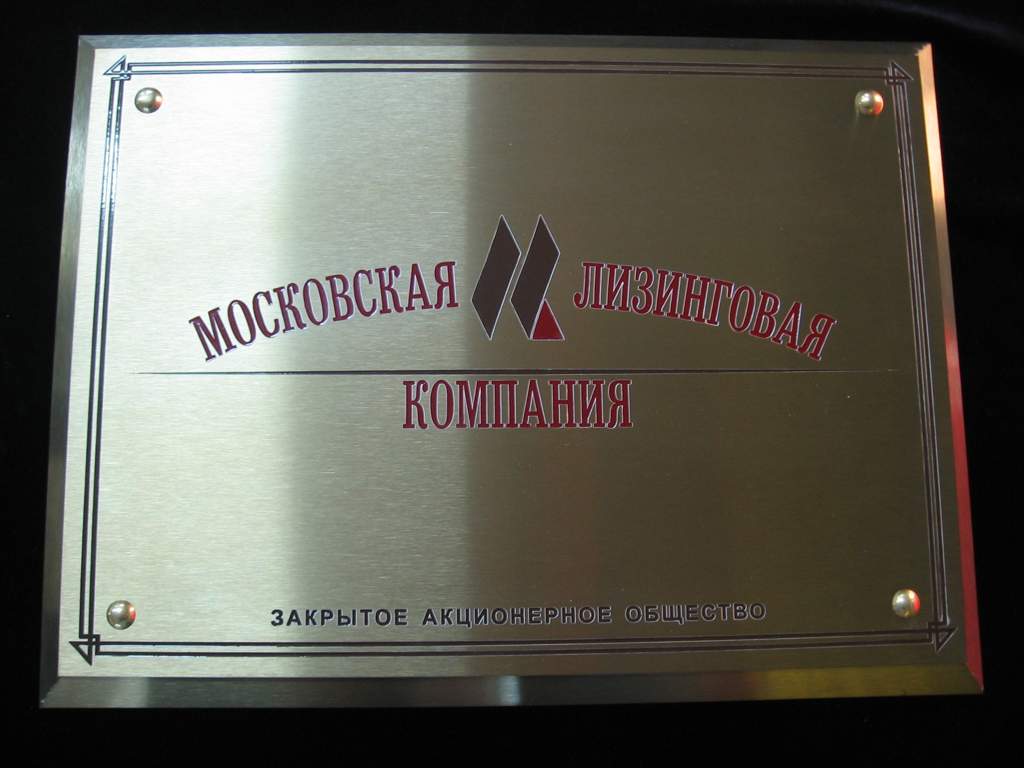 МОСКОВСКАЯ ЛИЗИНГОВАЯ
КОМПАНИЯ
ЗАКРЫТОЕ АКЦИОНЕРНОЕ ОБЩЕСТВО